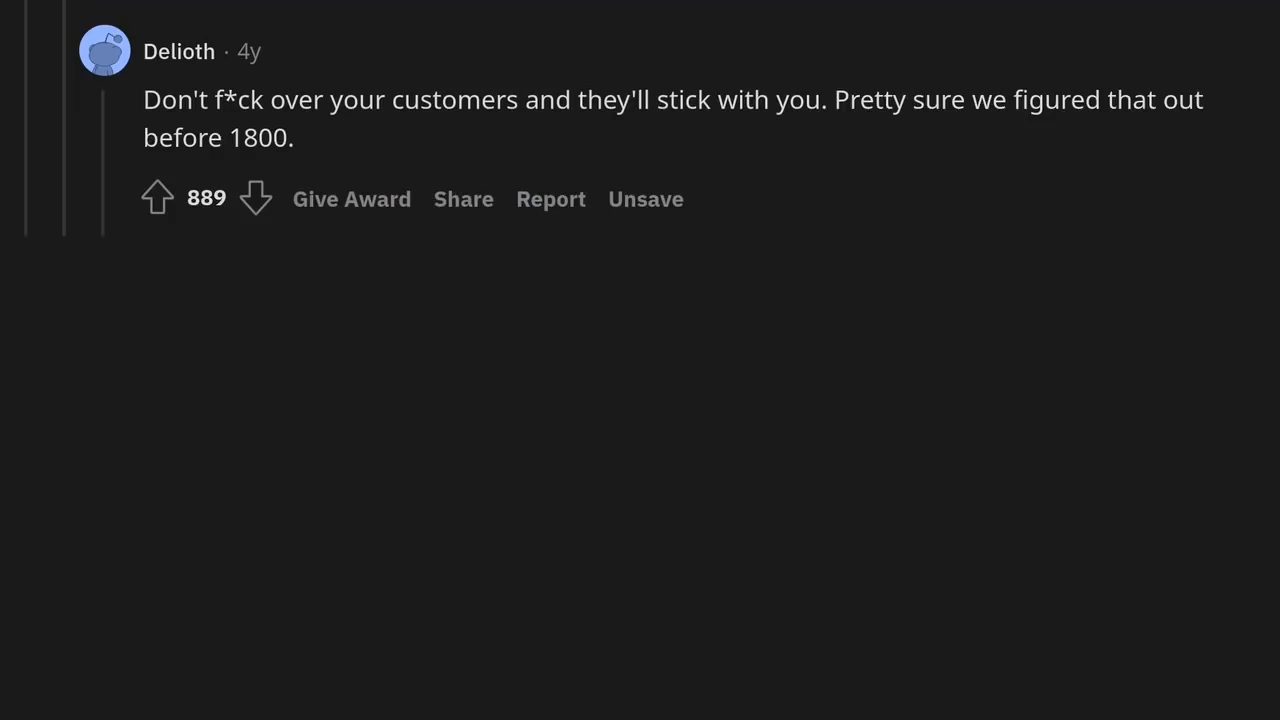 Delioth · 4y
Don't f*ck over your customers and they'll stick with you. Pretty sure we figured that out
before 1800.
889 Give Award Share Report Unsave